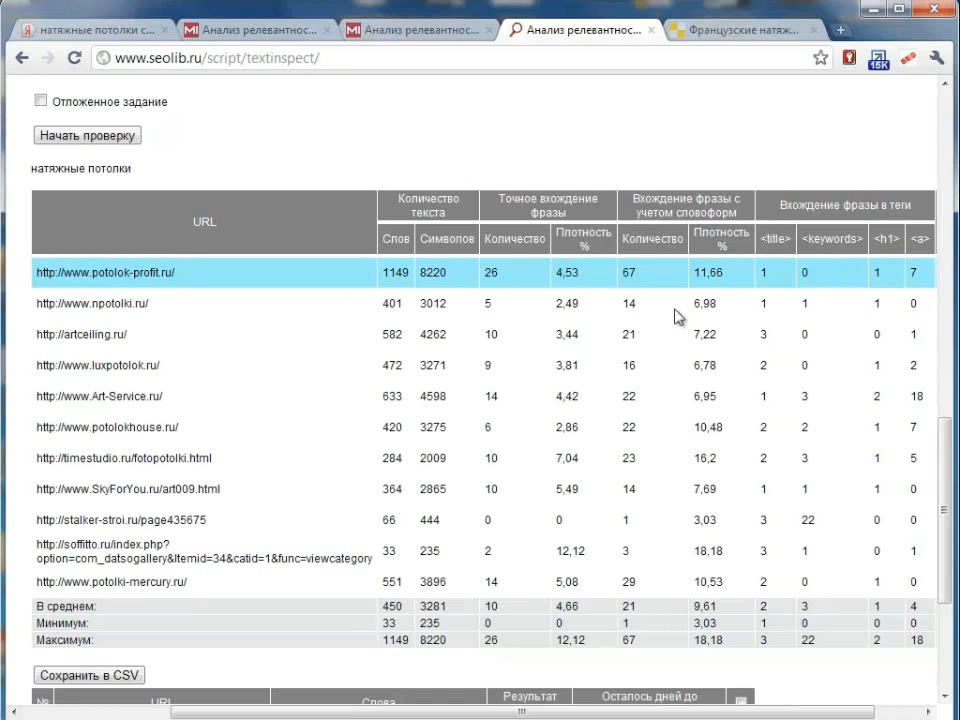 натяжные потолки с...
Анализ релевантнос...
Анализ релевантнос...
Анализ релевантнос...
Французские натяж...
www.seolib.ru/script/textinspect/
15K
Отложенное задание
Начать проверку
натяжные потолки
URL Количество текста Точное вхождение фразы Вхождение фразы с учетом словоформ Вхождение фразы в теги
Слов Символов Количество Плотность % Количество Плотность % <title> <keywords> <h1> <a>
http://www.potolok-profit.ru/ 1149 8220 26 4,53 67 11,66 1 0 1 7
http://www.npotolki.ru/ 401 3012 5 2,49 14 6,98 1 1 1 0
http://artceiling.ru/ 582 4262 10 3,44 21 7,22 3 0 0 1
http://www.luxpotolok.ru/ 472 3271 9 3,81 16 6,78 2 0 1 2
http://www.Art-Service.ru/ 633 4598 14 4,42 22 6,95 1 3 2 18
http://www.potolokhouse.ru/ 420 3275 6 2,86 22 10,48 2 2 1 7
http://timestudio.ru/fotopotolki.html 284 2009 10 7,04 23 16,2 2 3 1 5
http://www.SkyForYou.ru/art009.html 364 2865 10 5,49 14 7,69 1 1 1 0
http://stalker-stroi.ru/page435675 66 444 0 0 1 3,03 3 22 0 0
http://soffitto.ru/index.php?
option=com_datsogallery&Itemid=34&catid=1&func=viewcategory 33 235 2 12,12 3 18,18 3 1 0 1
http://www.potolki-mercury.ru/ 551 3896 14 5,08 29 10,53 2 0 1 0
В среднем: 450 3281 10 4,66 21 9,61 2 3 1 4
Минимум: 33 235 0 0 1 3,03 1 0 0 0
Максимум: 1149 8220 26 12,12 67 18,18 3 22 2 18
Сохранить в CSV
№ URL Слова Результат Осталось дней до